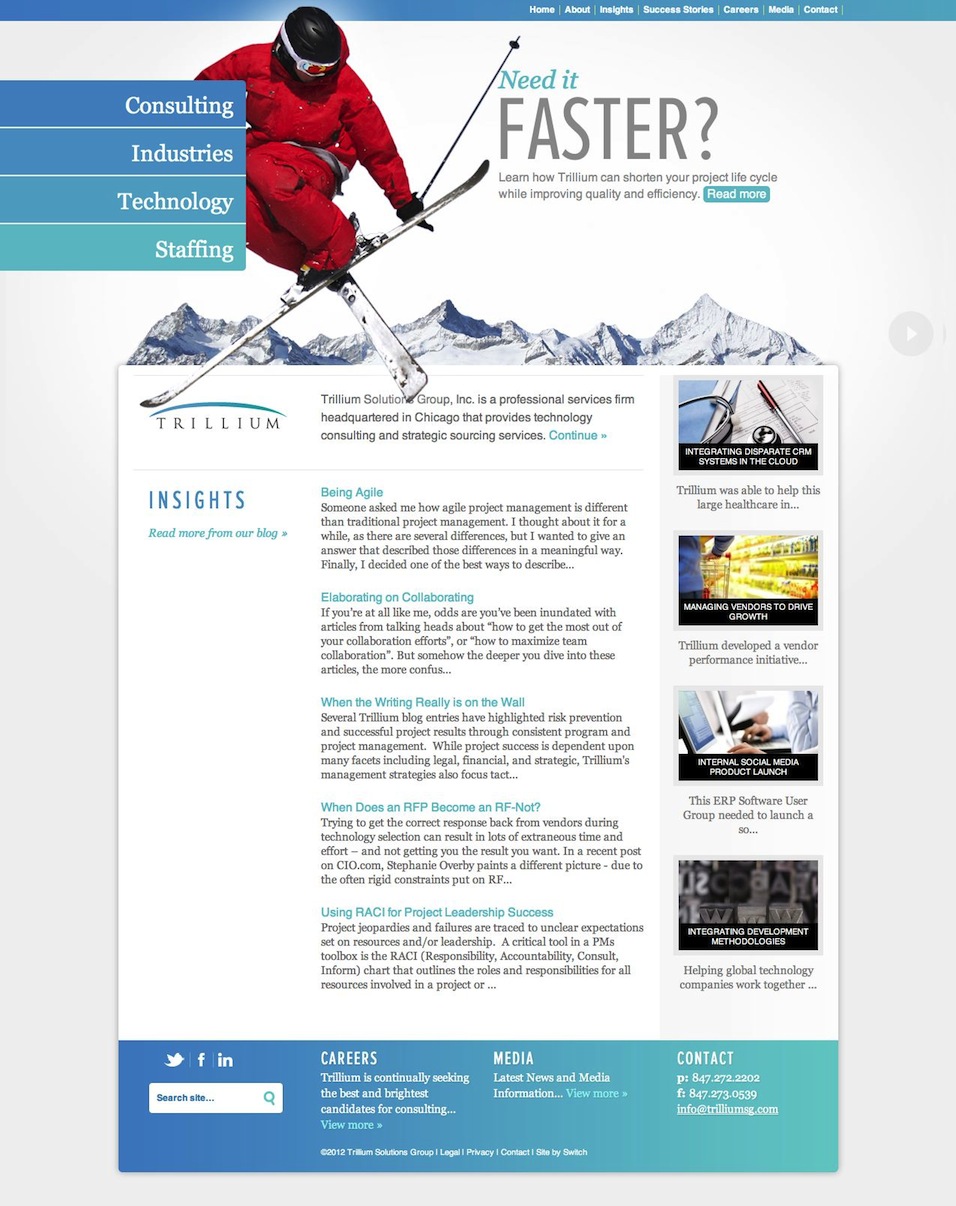 Home | About | Insights | Success Stories | Careers | Media | Contact |
Consulting
Industries
Technology
Staffing
Need it
FASTER?
Learn how Trillium can shorten your project life cycle
while improving quality and efficiency. Read more
TRILLIUM
Trillium Solutions Group, Inc. is a professional services firm
headquartered in Chicago that provides technology
consulting and strategic sourcing services. Continue »
INSIGHTS
Read more from our blog »
Being Agile
Someone asked me how agile project management is different
than traditional project management. I thought about it for a
while, as there are several differences, but I wanted to give an
answer that described those differences in a meaningful way.
Finally, I decided one of the best ways to describe...
Elaborating on Collaborating
If you're at all like me, odds are you've been inundated with
articles from talking heads about “how to get the most out of
your collaboration efforts”, or “how to maximize team
collaboration”. But somehow the deeper you dive into these
articles, the more confus...
When the Writing Really is on the Wall
Several Trillium blog entries have highlighted risk prevention
and successful project results through consistent program and
project management.  While project success is dependent upon
many facets including legal, financial, and strategic, Trillium's
management strategies also focus tact...
When Does an RFP Become an RF-Not?
Trying to get the correct response back from vendors during
technology selection can result in lots of extraneous time and
effort – and not getting you the result you want. In a recent post
on CIO.com, Stephanie Overby paints a different picture - due to
the often rigid constraints put on RF...
Using RACI for Project Leadership Success
Project jeopardies and failures are traced to unclear expectations
set on resources and/or leadership.  A critical tool in a PMs
toolbox is the RACI (Responsibility, Accountability, Consult,
Inform) chart that outlines the roles and responsibilities for all
resources involved in a project or ...
INTEGRATING DISPARATE CRM
SYSTEMS IN THE CLOUD
Trillium was able to help this
large healthcare in...
MANAGING VENDORS TO DRIVE
GROWTH
Trillium developed a vendor
performance initiative...
INTERNAL SOCIAL MEDIA
PRODUCT LAUNCH
This ERP Software User
Group needed to launch a
so...
WWW
INTEGRATING DEVELOPMENT
METHODOLOGIES
Helping global technology
companies work together ...
Search site...
CAREERS
Trillium is continually seeking
the best and brightest
candidates for consulting...
View more »
MEDIA
Latest News and Media
Information... View more »
CONTACT
p: 847.272.2202
f: 847.273.0539
info@trilliumsg.com
©2012 Trillium Solutions Group | Legal | Privacy | Contact | Site by Switch